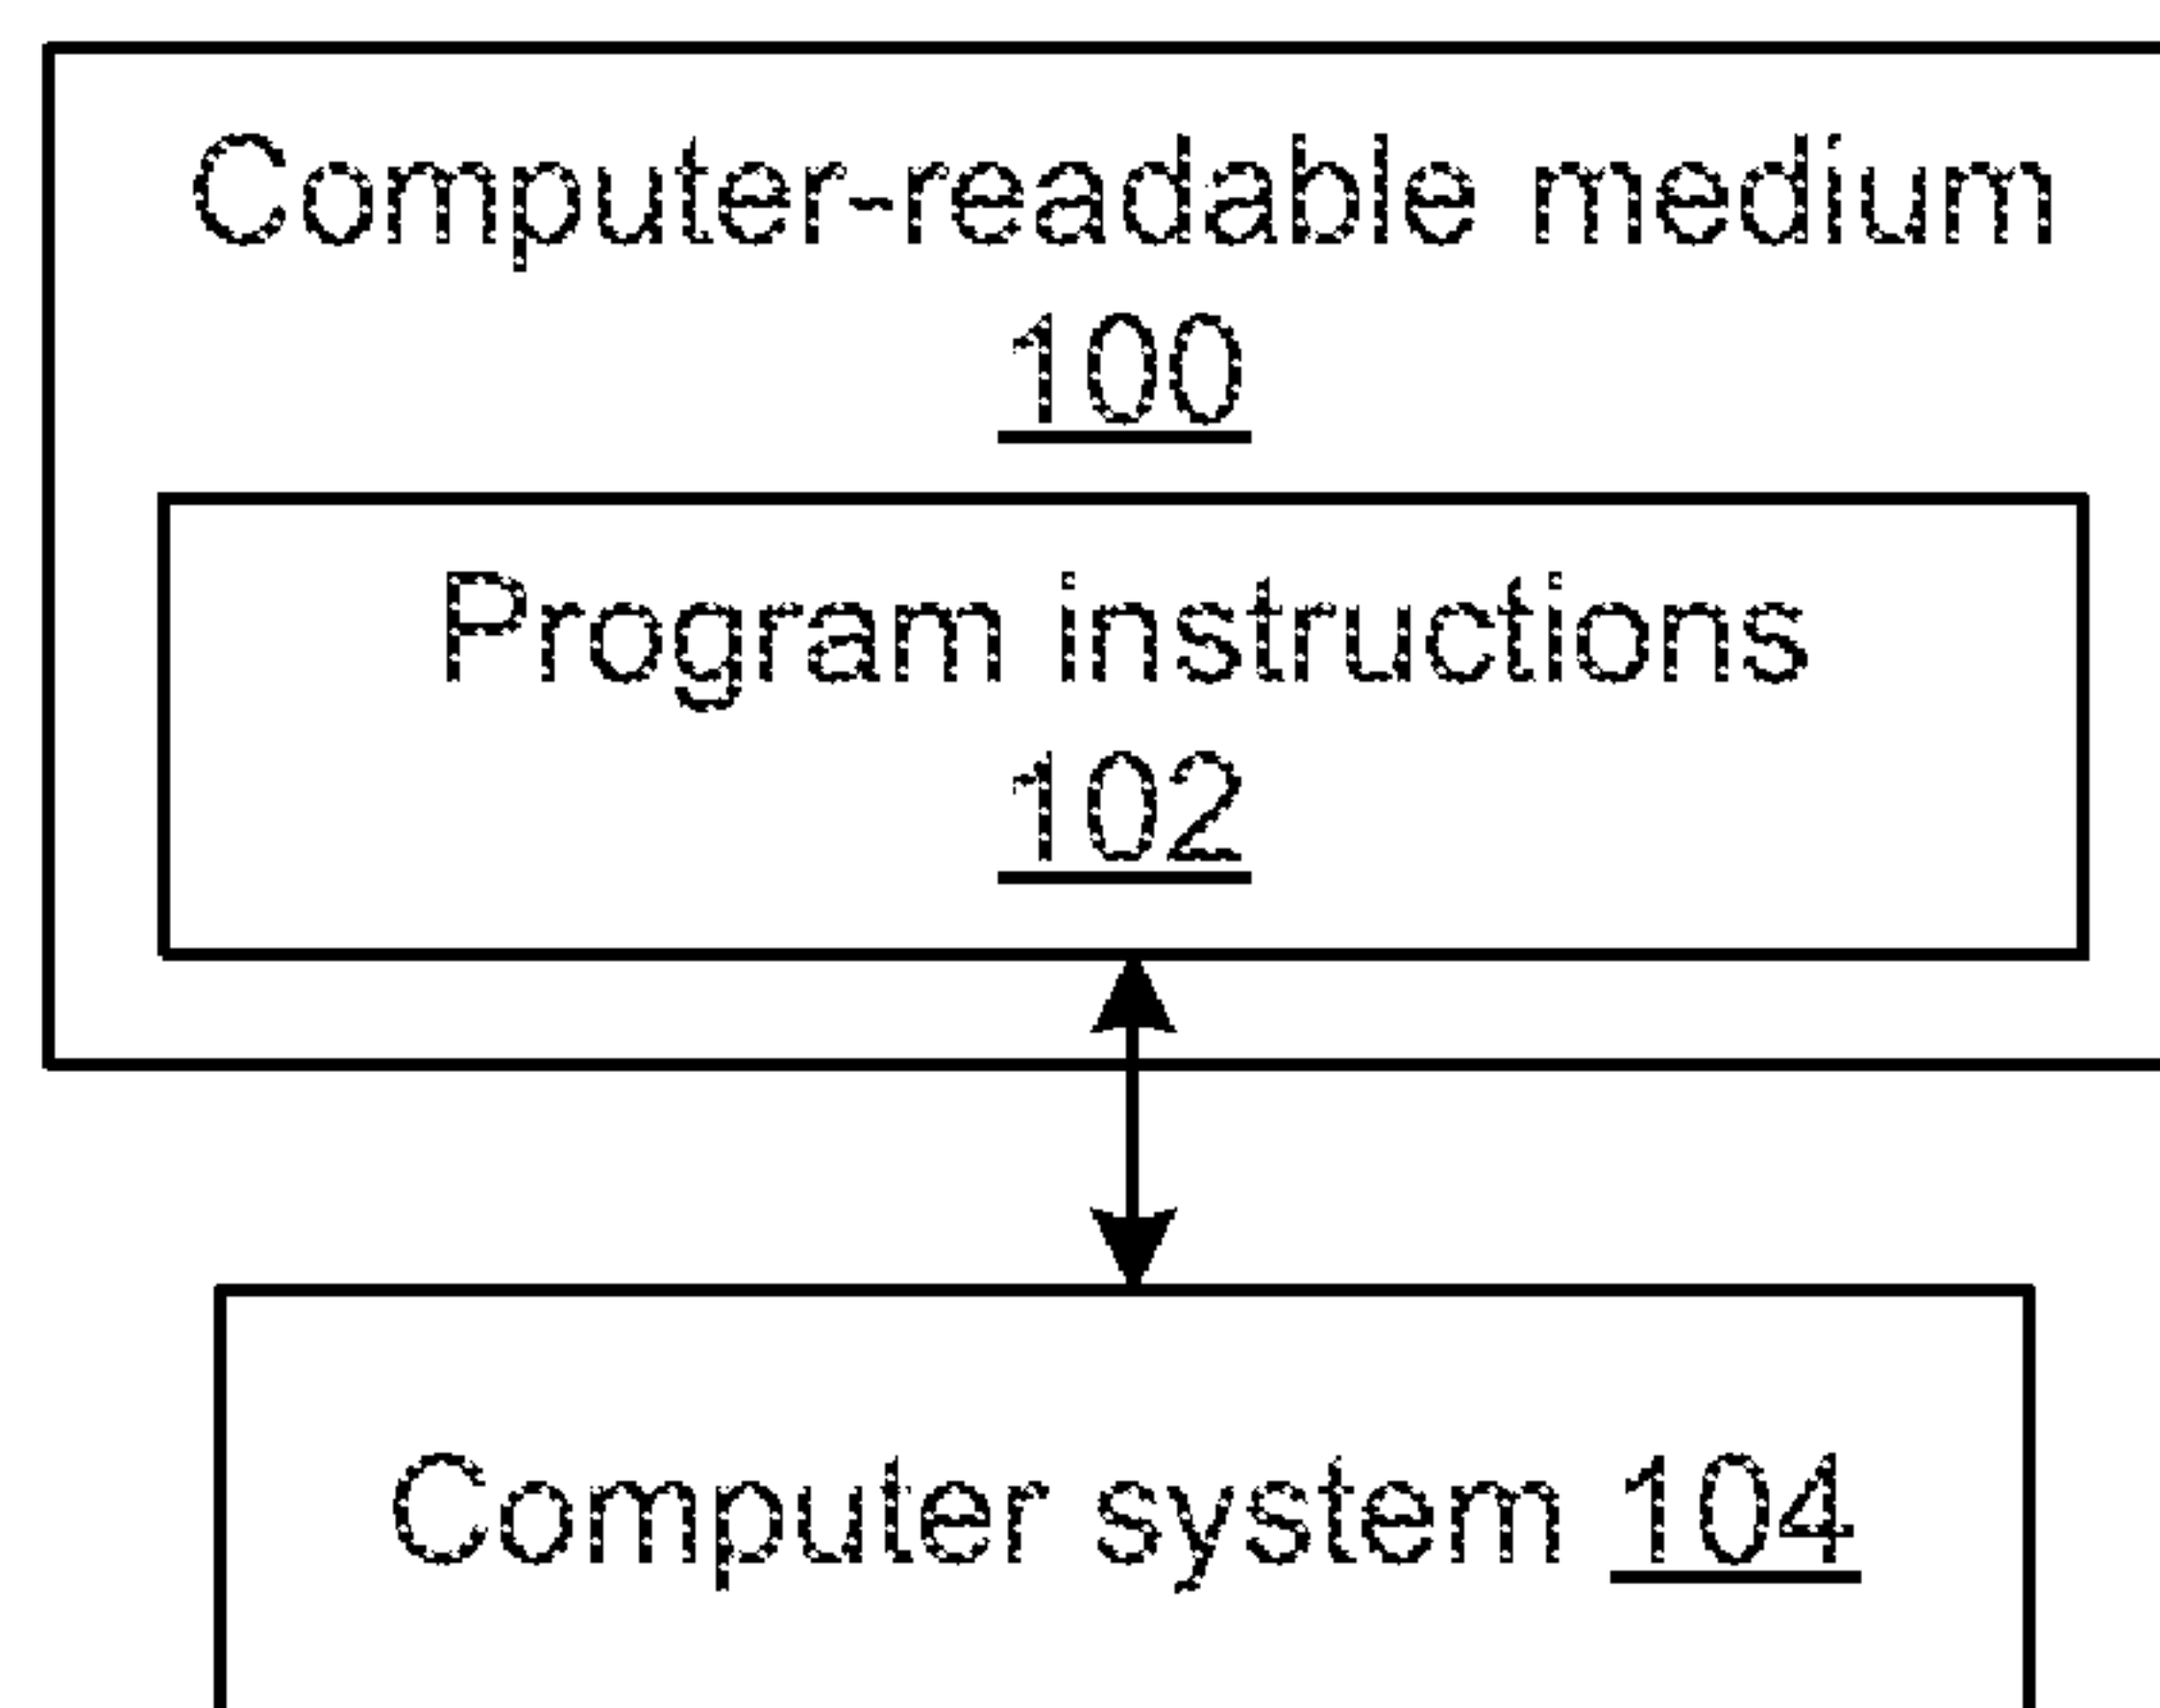 Computer-readable medium
100
Program instructions
102
Computer system 104